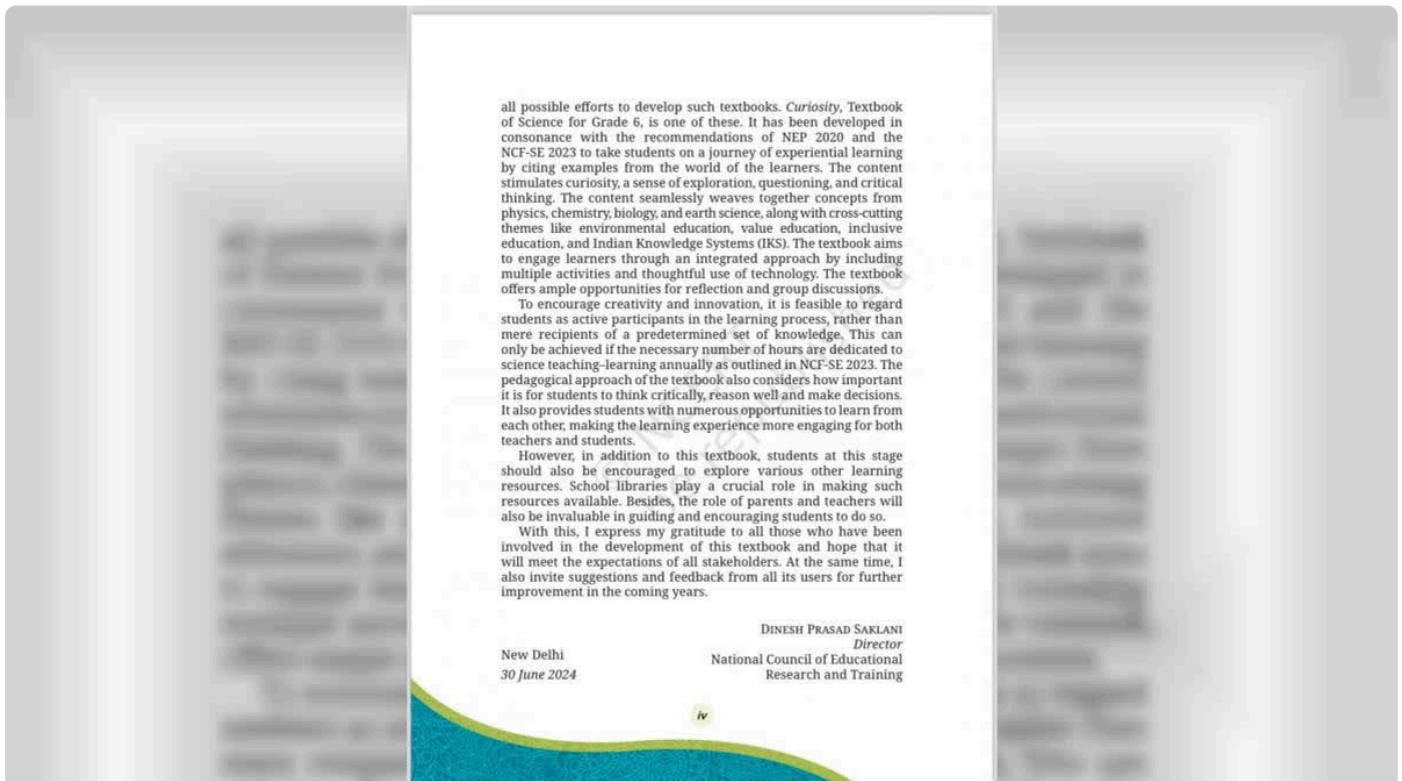 all possible efforts to develop such textbooks. Curiosity, Textbook
of Science for Grade 6, is one of these. It has been developed in
consonance with the recommendations of NEP 2020 and the
NCF-SE 2023 to take students on a journey of experiential learning
by citing examples from the world of the learners. The content
stimulates curiosity, a sense of exploration, questioning, and critical
thinking. The content seamlessly weaves together concepts from
physics, chemistry, biology, and earth science, along with cross-cutting
themes like environmental education, value education, inclusive
education, and Indian Knowledge Systems (IKS). The textbook aims
to engage learners through an integrated approach by including
multiple activities and thoughtful use of technology. The textbook
offers ample opportunities for reflection and group discussions.
To encourage creativity and innovation, it is feasible to regard
students as active participants in the learning process, rather than
mere recipients of a predetermined set of knowledge. This can
only be achieved if the necessary number of hours are dedicated to
science teaching–learning annually as outlined in NCF-SE 2023. The
pedagogical approach of the textbook also considers how important
it is for students to think critically, reason well and make decisions.
It also provides students with numerous opportunities to learn from
each other, making the learning experience more engaging for both
teachers and students.
However, in addition to this textbook, students at this stage
should also be encouraged to explore various other learning
resources. School libraries play a crucial role in making such
resources available. Besides, the role of parents and teachers will
also be invaluable in guiding and encouraging students to do so.
With this, I express my gratitude to all those who have been
involved in the development of this textbook and hope that it
will meet the expectations of all stakeholders. At the same time, I
also invite suggestions and feedback from all its users for further
improvement in the coming years.
DINESH PRASAD SAKLANI
Director
New Delhi
National Council of Educational
30 June 2024
Research and Training
iv